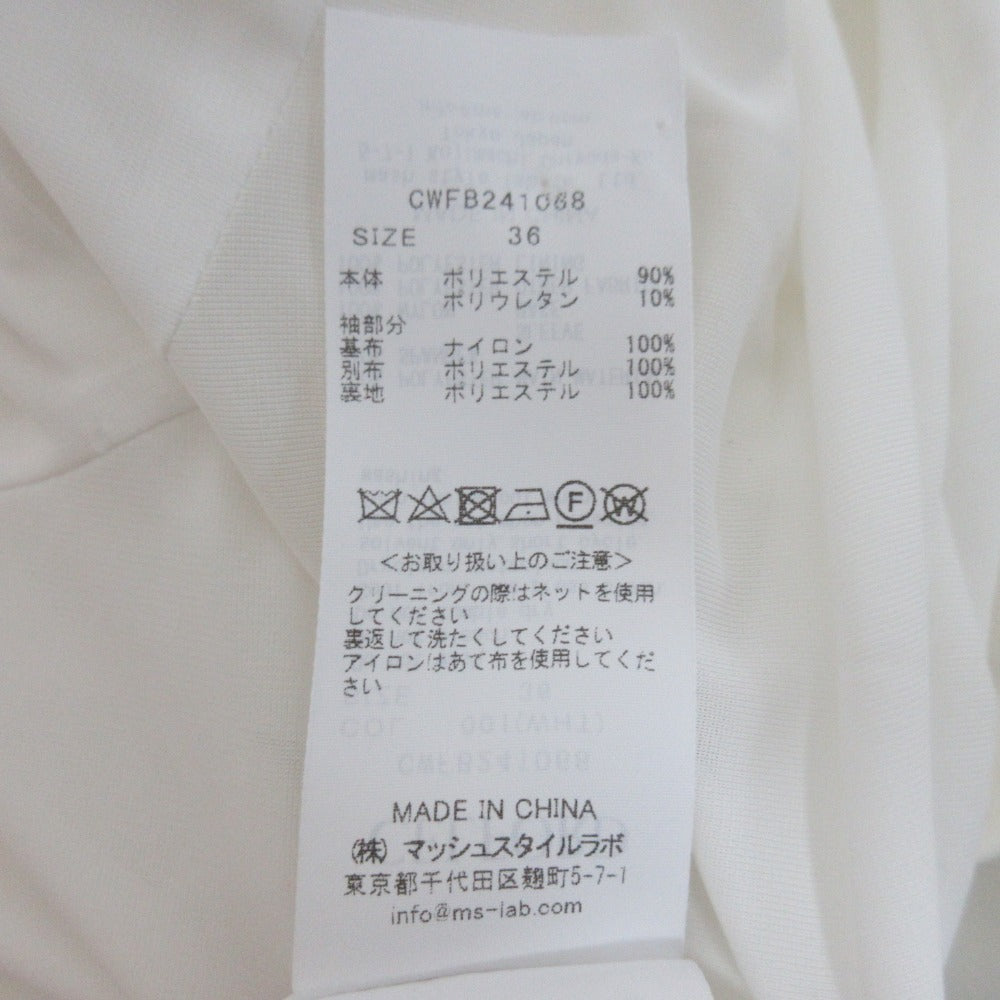 CWFB241068
SIZE 36
本体 ポリエステル 90%
ポリウレタン 10%
袖部分
基布 ナイロン 100%
別布 ポリエステル 100%
裏地 ポリエステル 100%
F W
<お取り扱い上のご注意>
クリーニングの際はネットを使用
してください
裏返して洗たくしてください
アイロンはあて布を使用してくだ
さい
MADE IN CHINA
(株) マッシュスタイルラボ
東京都千代田区麹町5-7-1
info@ms-lab.com